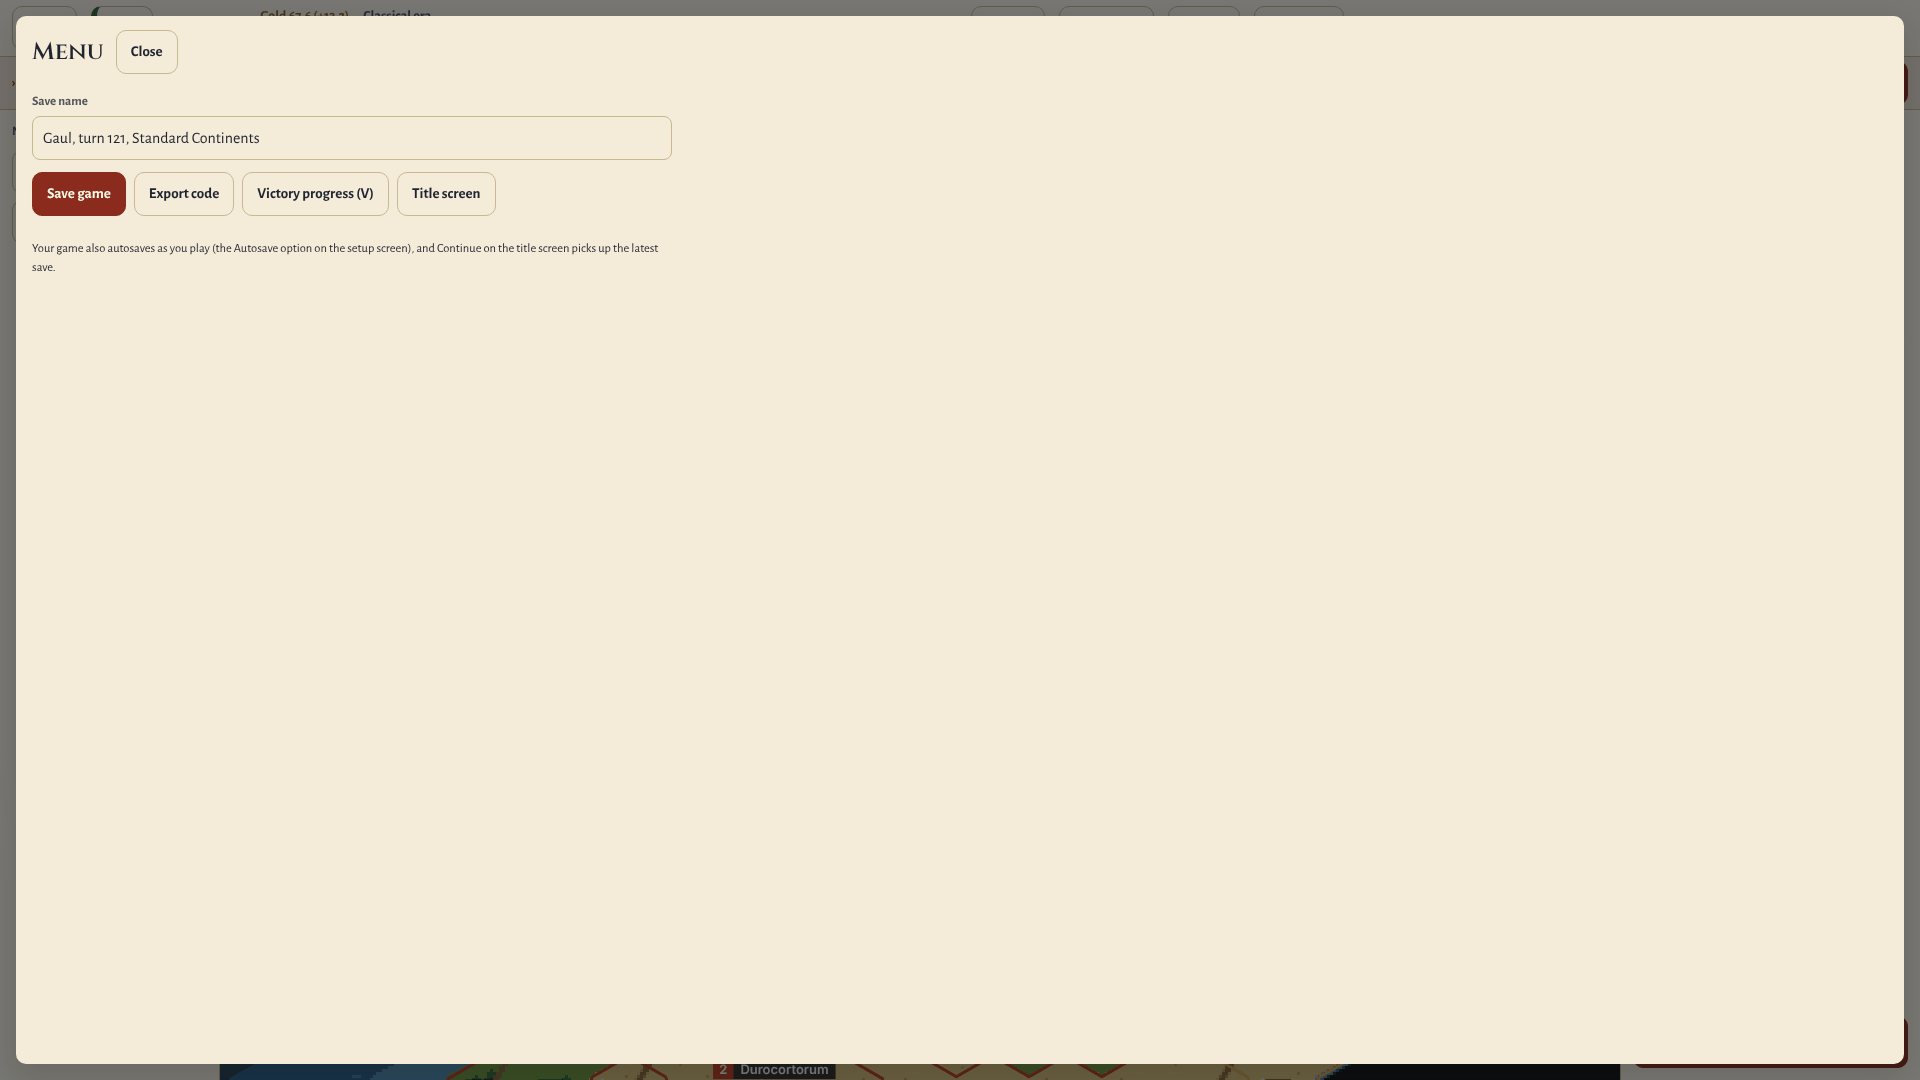 Menu
Close
Save name
Gaul, turn 121, Standard Continents
Save game
Export code
Victory progress (V)
Title screen
Your game also autosaves as you play (the Autosave option on the setup screen), and Continue on the title screen picks up the latest
save.
2 Durocortorum